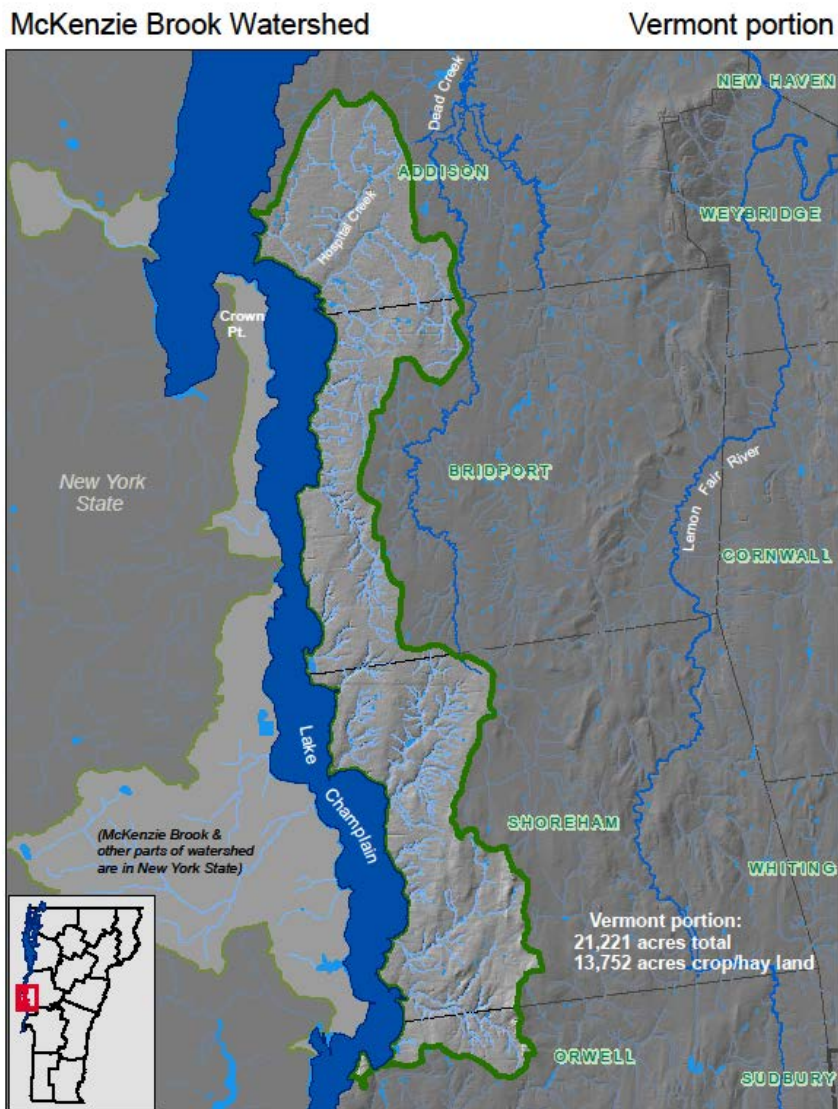 McKenzie Brook Watershed
Vermont portion
NEW HAVEN
Dead Creek
ADDISON
WEYBRIDGE
Hospital Creek
Crown
Pt.
New York
State
BRIDPORT
Lemon Fair River
CORNWALL
Lake Champlain
(McKenzie Brook &
other parts of watershed
are in New York State)
SHOREHAM
WHITING
Vermont portion:
21,221 acres total
13,752 acres crop/hay land
ORWELL
SUDBURY